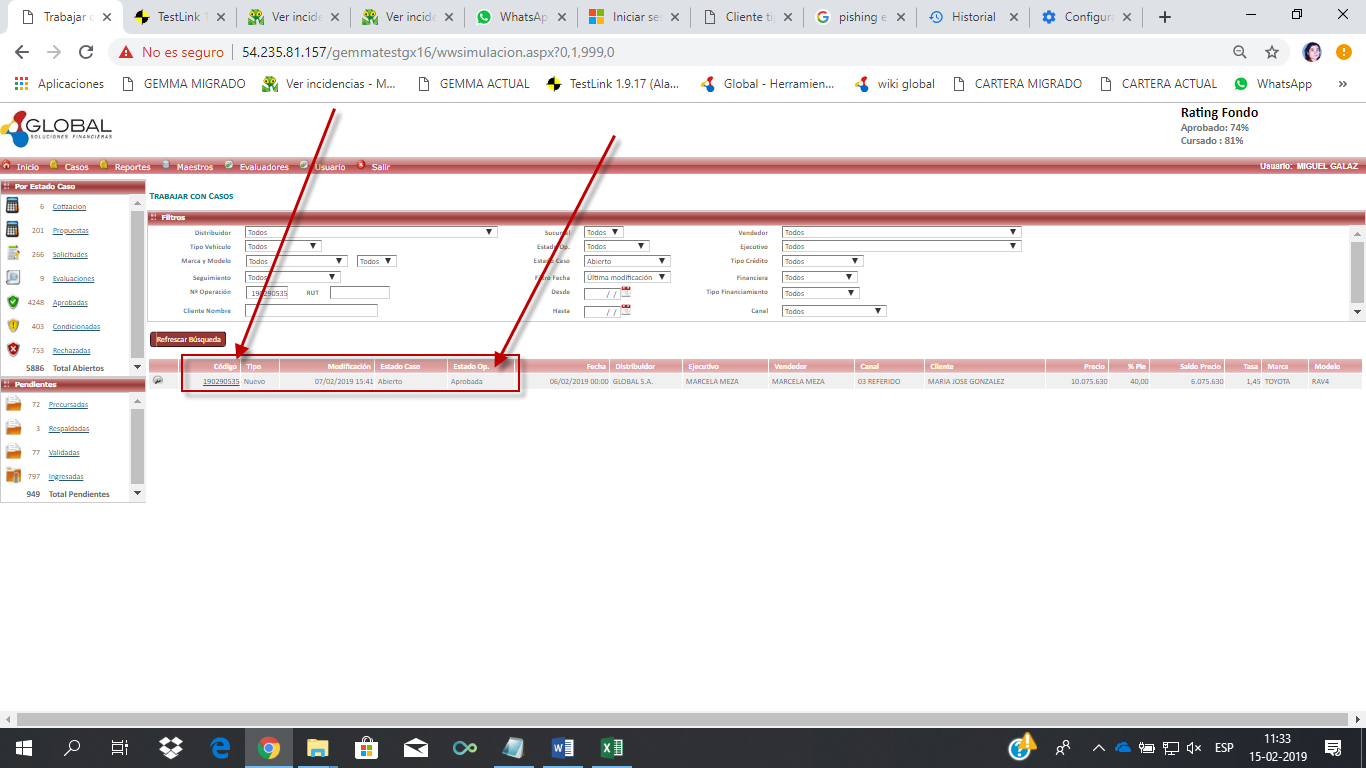 Trabajar c
TestLink 1
Ver incide
Ver incide
WhatsAp
Iniciar se
Cliente ti
pishing e
Historial
Configura
No es seguro | 54.235.81.157/gemmatestgx16/wwsimulacion.aspx?0,1,999,0
Aplicaciones GEMMA MIGRADO Ver incidencias - M... GEMMA ACTUAL TestLink 1.9.17 (Ala... Global - Herramien... wiki global CARTERA MIGRADO CARTERA ACTUAL WhatsApp »
GLOBAL
SOLUCIONES FINANCIERAS
Rating Fondo
Aprobado: 74%
Cursado : 81%
Inicio Casos Reportes Maestros Evaluadores Usuario Salir Usuario: MIGUEL GALAZ
Por Estado Caso
6 Cotizacion
201 Propuestas
266 Solicitudes
9 Evaluaciones
4248 Aprobadas
403 Condicionadas
753 Rechazadas
5886 Total Abiertos
Pendientes
72 Precursadas
3 Respaldadas
77 Validadas
797 Ingresadas
949 Total Pendientes
TRABAJAR CON CASOS
Filtros
Distribuidor Todos Sucursal Todos Vendedor Todos
Tipo Vehículo Todos Estado Op. Todos Ejecutivo Todos
Marca y Modelo Todos Todos Estado Caso Abierto Tipo Crédito Todos
Seguimiento Todos Filtro Fecha Última modificación Financiera Todos
Nº Operación 190290535 RUT Desde / / Tipo Financiamiento Todos
Cliente Nombre Hasta / / Canal Todos
Refrescar Búsqueda
Código Tipo Modificación Estado Caso Estado Op. Fecha Distribuidor Ejecutivo Vendedor Canal Cliente Precio % Pie Saldo Precio Tasa Marca Modelo
190290535 Nuevo 07/02/2019 15:41 Abierto Aprobada 06/02/2019 00:00 GLOBAL S.A. MARCELA MEZA MARCELA MEZA 03 REFERIDO MARIA JOSE GONZALEZ 10.075.630 40,00 6.075.630 1,45 TOYOTA RAV4
ESP
11:33
15-02-2019